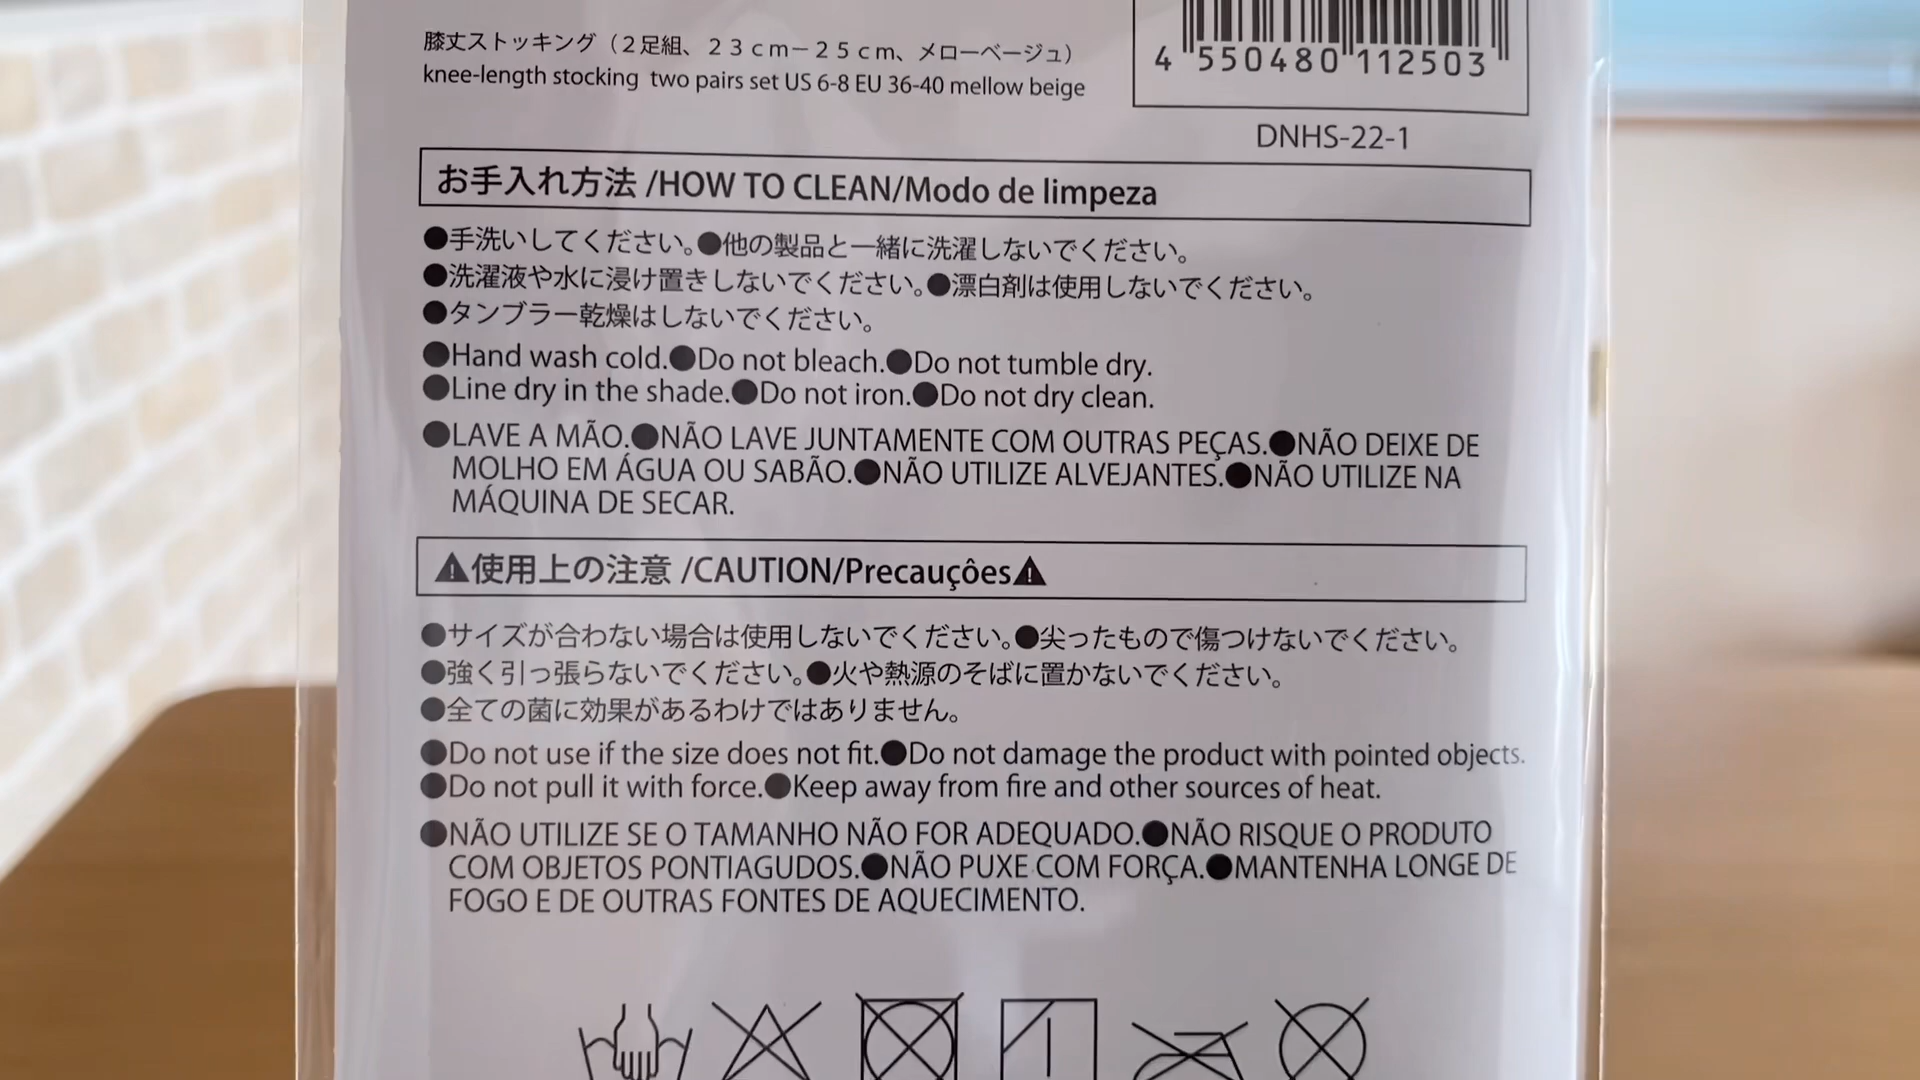 膝丈ストッキング（２足組、２３ｃｍ－２５ｃｍ、メローベージュ）
knee-length stocking two pairs set US 6-8 EU 36-40 mellow beige
4 550480 112503
DNHS-22-1
お手入れ方法 /HOW TO CLEAN/Modo de limpeza
●手洗いしてください。●他の製品と一緒に洗濯しないでください。
●洗濯液や水に浸け置きしないでください。●漂白剤は使用しないでください。
●タンブラー乾燥はしないでください。
●Hand wash cold.●Do not bleach.●Do not tumble dry.
●Line dry in the shade.●Do not iron.●Do not dry clean.
●LAVE A MÃO.●NÃO LAVE JUNTAMENTE COM OUTRAS PEÇAS.●NÃO DEIXE DE
MOLHO EM ÁGUA OU SABÃO.●NÃO UTILIZE ALVEJANTES.●NÃO UTILIZE NA
MÁQUINA DE SECAR.
⚠使用上の注意 /CAUTION/Precauçôes⚠
●サイズが合わない場合は使用しないでください。●尖ったもので傷つけないでください。
●強く引っ張らないでください。●火や熱源のそばに置かないでください。
●全ての菌に効果があるわけではありません。
●Do not use if the size does not fit.●Do not damage the product with pointed objects.
●Do not pull it with force.●Keep away from fire and other sources of heat.
●NÃO UTILIZE SE O TAMANHO NÃO FOR ADEQUADO.●NÃO RISQUE O PRODUTO
COM OBJETOS PONTIAGUDOS.●NÃO PUXE COM FORÇA.●MANTENHA LONGE DE
FOGO E DE OUTRAS FONTES DE AQUECIMENTO.